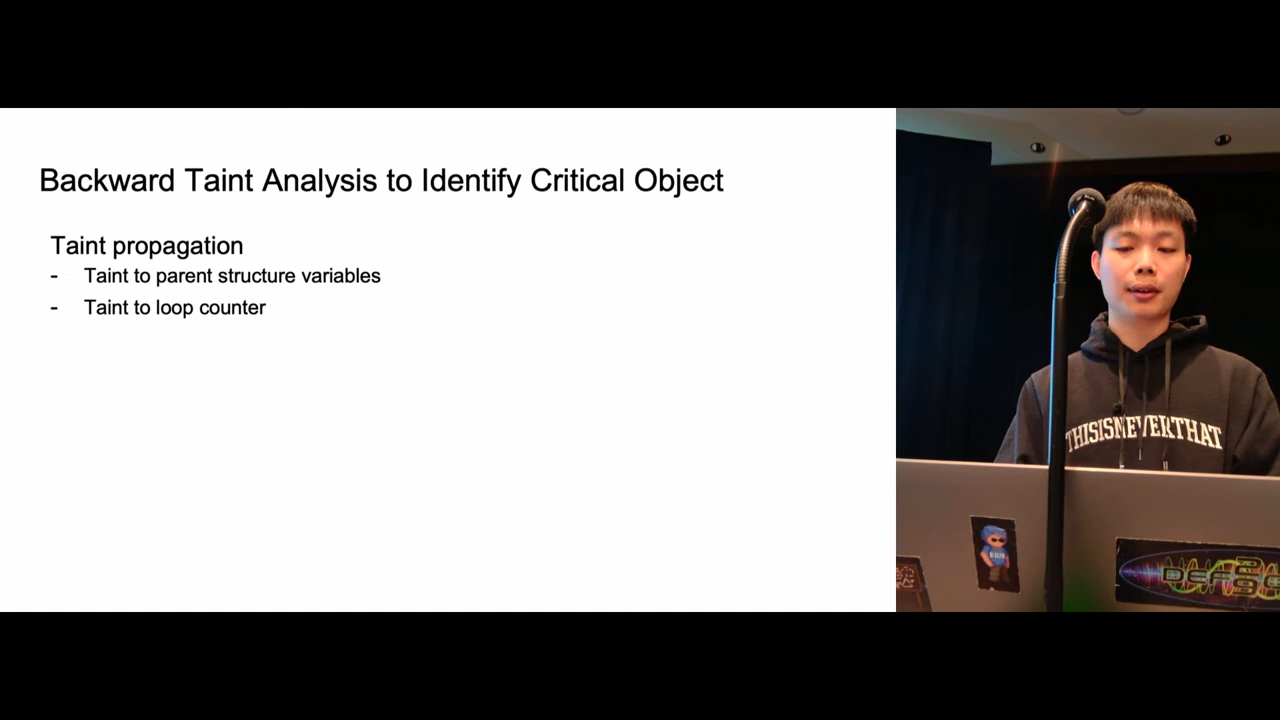 Backward Taint Analysis to Identify Critical Object
Taint propagation
- Taint to parent structure variables
- Taint to loop counter
THISISNEVERTHAT